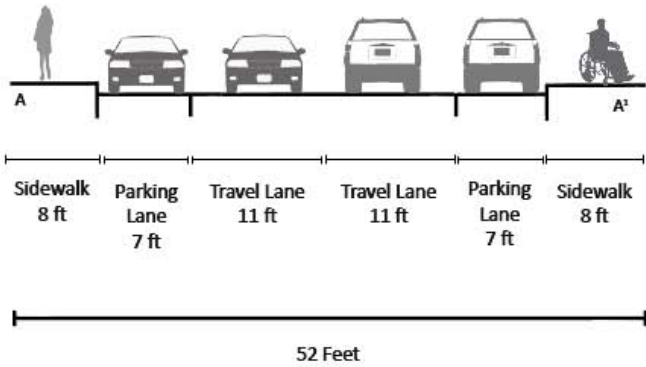 A
A¹
Sidewalk
8 ft
Parking
Lane
7 ft
Travel Lane
11 ft
Travel Lane
11 ft
Parking
Lane
7 ft
Sidewalk
8 ft
52 Feet